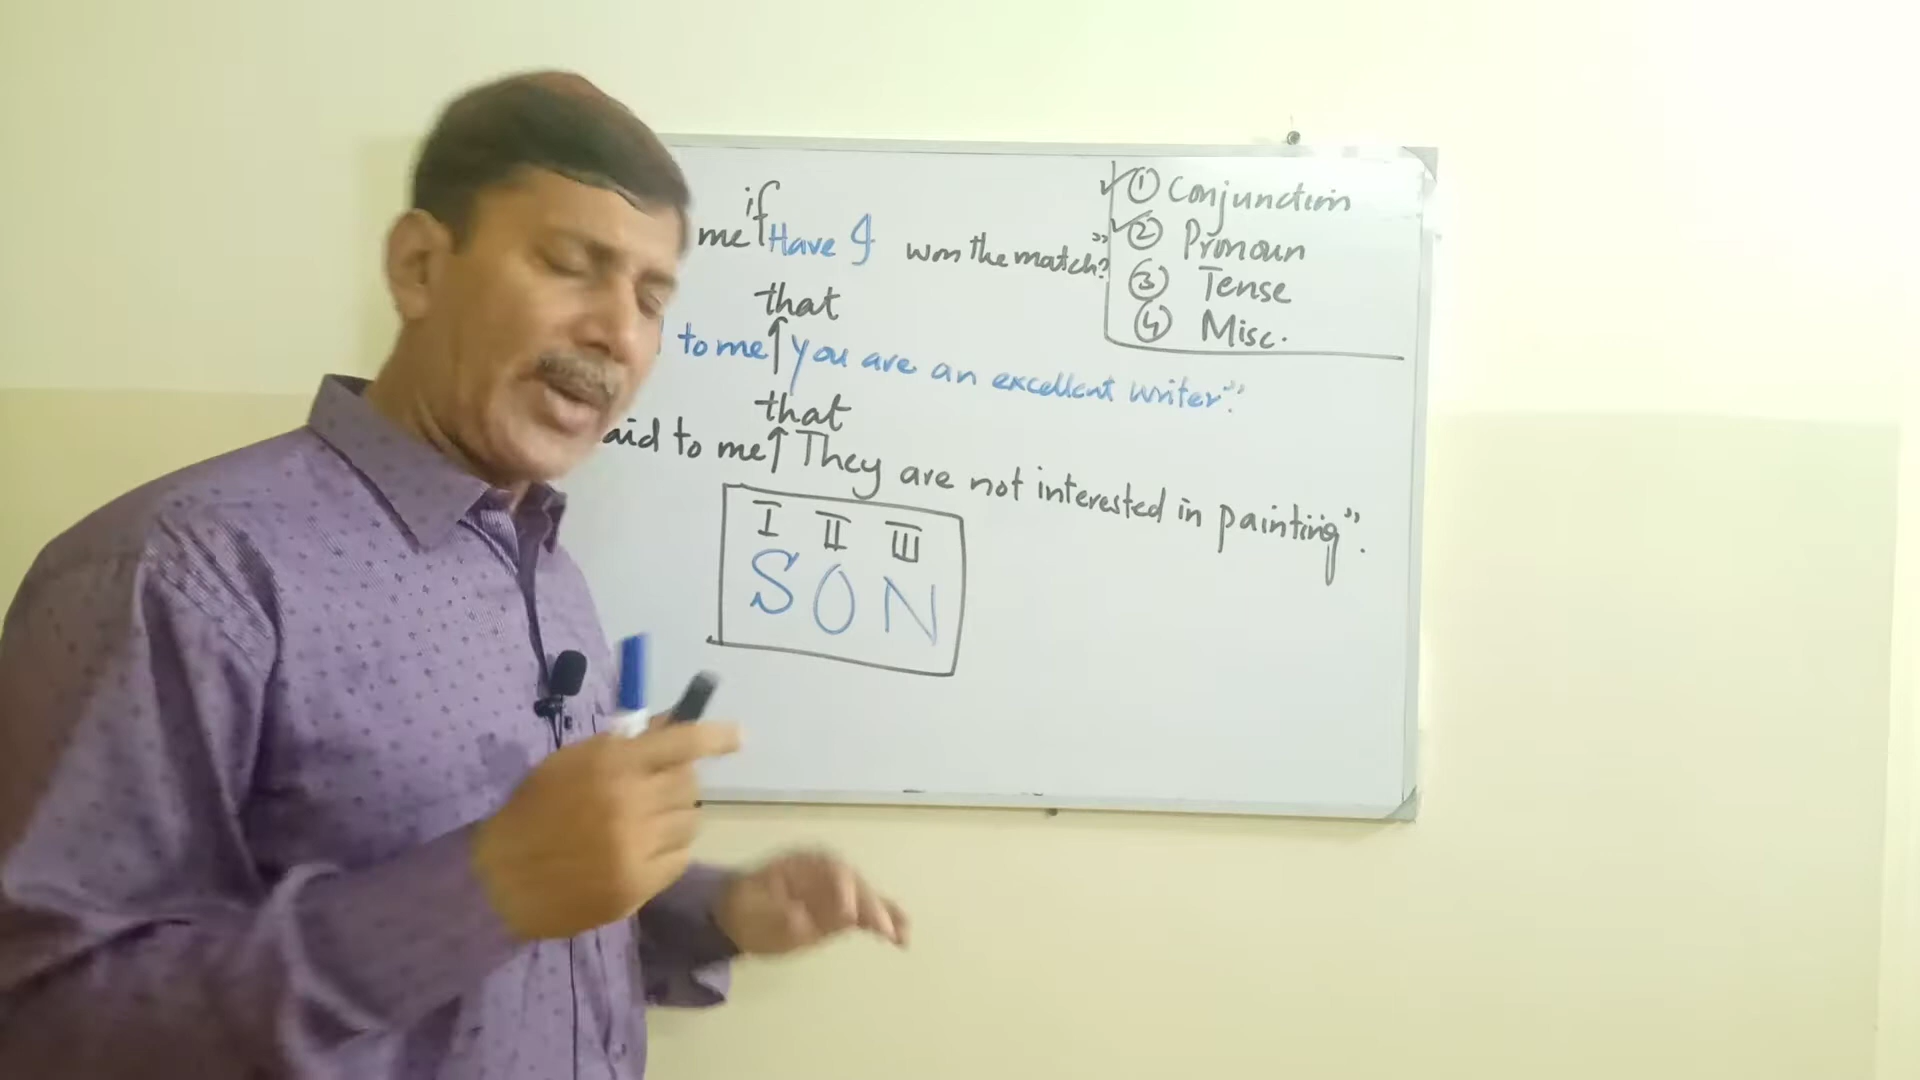 if
me Have I won the match?"
that
to me you are an excellent writer".
that
aid to me They are not interested in painting".
I II III
S O N
① Conjunction
② Pronoun
③ Tense
④ Misc.